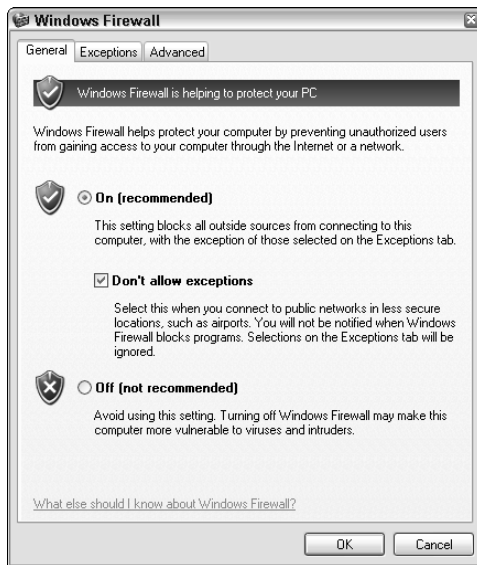 Windows Firewall
General Exceptions Advanced
Windows Firewall is helping to protect your PC
Windows Firewall helps protect your computer by preventing unauthorized users
from gaining access to your computer through the Internet or a network.
On (recommended)
This setting blocks all outside sources from connecting to this
computer, with the exception of those selected on the Exceptions tab.
Don't allow exceptions
Select this when you connect to public networks in less secure
locations, such as airports. You will not be notified when Windows
Firewall blocks programs. Selections on the Exceptions tab will be
ignored.
Off (not recommended)
Avoid using this setting. Turning off Windows Firewall may make this
computer more vulnerable to viruses and intruders.
What else should I know about Windows Firewall?
OK Cancel